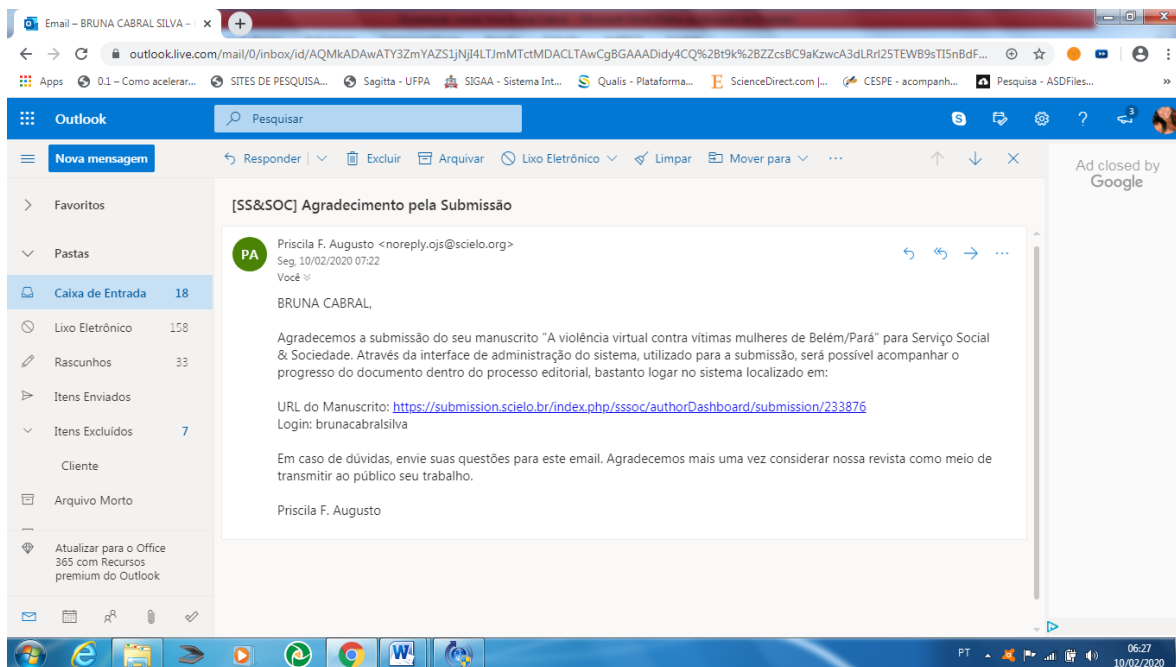 Email – BRUNA CABRAL SILVA –
outlook.live.com/mail/0/inbox/id/AQMkADAwATY3ZmYAZS1jNjI4LTJmMTctMDACLTAwCgBGAAADidy4CQ%2Bt9k%2BZZcsBC9aKzwcA3dLRrI25TEWB9sTI5nBdF...
Apps 0.1 – Como acelerar... SITES DE PESQUISA... Sagitta - UFPA SIGAA - Sistema Int... Qualis - Plataforma... ScienceDirect.com |... CESPE - acompanh... Pesquisa - ASDFiles... »
Outlook Pesquisar 3
Nova mensagem Responder Excluir Arquivar Lixo Eletrônico Limpar Mover para ...
Ad closed by
Google
Favoritos
Pastas
Caixa de Entrada 18
Lixo Eletrônico 158
Rascunhos 33
Itens Enviados
Itens Excluídos 7
Cliente
Arquivo Morto
Atualizar para o Office
365 com Recursos
premium do Outlook
[SS&SOC] Agradecimento pela Submissão
PA
Priscila F. Augusto <noreply.ojs@scielo.org>
Seg, 10/02/2020 07:22
Você
BRUNA CABRAL,
Agradecemos a submissão do seu manuscrito "A violência virtual contra vítimas mulheres de Belém/Pará" para Serviço Social
& Sociedade. Através da interface de administração do sistema, utilizado para a submissão, será possível acompanhar o
progresso do documento dentro do processo editorial, bastanto logar no sistema localizado em:
URL do Manuscrito: https://submission.scielo.br/index.php/sssoc/authorDashboard/submission/233876
Login: brunacabralsilva
Em caso de dúvidas, envie suas questões para este email. Agradecemos mais uma vez considerar nossa revista como meio de
transmitir ao público seu trabalho.
Priscila F. Augusto
PT
06:27
10/02/2020